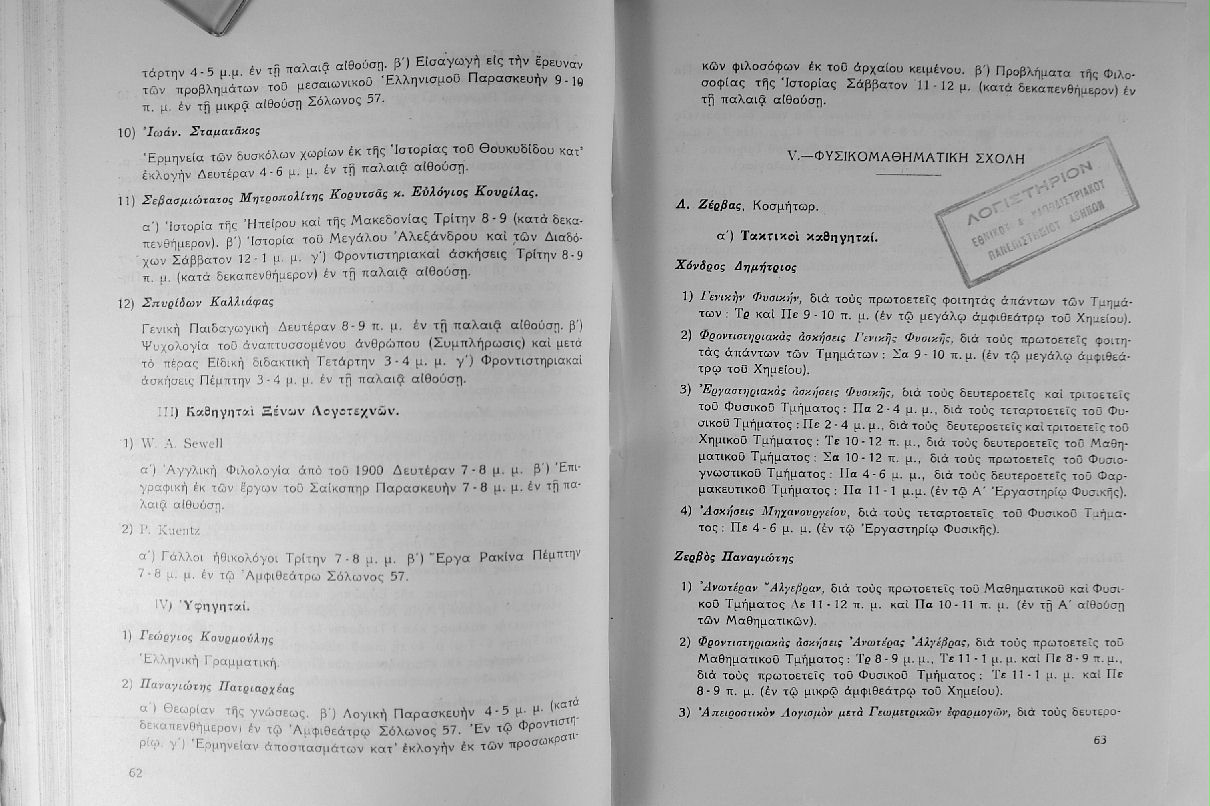 τάρτην 4-5 μ.μ. ἐν τῇ παλαιᾷ αἰθούσῃ. β΄) Εἰσαγωγὴ εἰς τὴν ἔρευναν
τῶν προβλημάτων τοῦ μεσαιωνικοῦ Ἑλληνισμοῦ Παρασκευὴν 9-10
π. μ. ἐν τῇ μικρᾷ αἰθούσῃ Σόλωνος 57.
10) Ἰωάν. Σταματᾶκος
Ἑρμηνεία τῶν δυσκόλων χωρίων ἐκ τῆς Ἱστορίας τοῦ Θουκυδίδου κατ'
ἐκλογὴν Δευτέραν 4-6 μ. μ. ἐν τῇ παλαιᾷ αἰθούσῃ.
11) Σεβασμιώτατος Μητροπολίτης Κορυτσᾶς κ. Εὐλόγιος Κουρίλας.
α΄) Ἱστορία τῆς Ἠπείρου καὶ τῆς Μακεδονίας Τρίτην 8-9 (κατὰ δεκα-
πενθήμερον). β΄) Ἱστορία τοῦ Μεγάλου Ἀλεξάνδρου καὶ τῶν Διαδό-
χων Σάββατον 12-1 μ. μ. γ΄) Φροντιστηριακαὶ ἀσκήσεις Τρίτην 8-9
π. μ. (κατὰ δεκαπενθήμερον) ἐν τῇ παλαιᾷ αἰθούσῃ.
12) Σπυρίδων Καλλιάφας
Γενικὴ Παιδαγωγικὴ Δευτέραν 8-9 π. μ. ἐν τῇ παλαιᾷ αἰθούσῃ. β΄)
Ψυχολογία τοῦ ἀναπτυσσομένου ἀνθρώπου (Συμπλήρωσις) καὶ μετὰ
τὸ πέρας Εἰδικὴ διδακτικὴ Τετάρτην 3-4 μ. μ. γ΄) Φροντιστηριακαὶ
ἀσκήσεις Πέμπτην 3-4 μ. μ. ἐν τῇ παλαιᾷ αἰθούσῃ.
III) Καθηγηταὶ Ξένων Λογοτεχνῶν.
1) W. A. Sewell
α΄) Ἀγγλικὴ Φιλολογία ἀπὸ τοῦ 1900 Δευτέραν 7-8 μ. μ. β΄) Ἐπι-
γραφικὴ ἐκ τῶν ἔργων τοῦ Σαίκσπηρ Παρασκευὴν 7-8 μ. μ. ἐν τῇ πα-
λαιᾷ αἰθούσῃ.
2) P. Kuentz
α΄) Γάλλοι ἠθικολόγοι Τρίτην 7-8 μ. μ. β΄) Ἔργα Ρακίνα Πέμπτην
7-8 μ. μ. ἐν τῷ Ἀμφιθεάτρῳ Σόλωνος 57.
IV) Ὑφηγηταί.
1) Γεώργιος Κουρμούλης
Ἑλληνικὴ Γραμματική.
2) Παναγιώτης Πατριαρχέας
α΄) Θεωρίαν τῆς γνώσεως. β΄) Λογικὴ Παρασκευὴν 4-5 μ. μ. (κατὰ
δεκαπενθήμερον) ἐν τῷ Ἀμφιθεάτρῳ Σόλωνος 57. Ἐν τῷ Φροντιστη-
ρίῳ. γ΄) Ἑρμηνείαν ἀποσπασμάτων κατ' ἐκλογὴν ἐκ τῶν προσωκρατι-
62
κῶν φιλοσόφων ἐκ τοῦ ἀρχαίου κειμένου. β΄) Προβλήματα τῆς Φιλο-
σοφίας τῆς Ἱστορίας Σάββατον 11-12 μ. (κατὰ δεκαπενθήμερον) ἐν
τῇ παλαιᾷ αἰθούσῃ.
V.—ΦΥΣΙΚΟΜΑΘΗΜΑΤΙΚΗ ΣΧΟΛΗ
ΛΟΓΙΣΤΗΡΙΟΝ
ΕΘΝΙΚΟΥ & ΚΑΠΟΔΙΣΤΡΙΑΚΟΥ
ΠΑΝΕΠΙΣΤΗΜΙΟΥ ΑΘΗΝΩΝ
Δ. Ζέρβας, Κοσμήτωρ.
α΄) Τακτικοὶ καθηγηταί.
Χόνδρος Δημήτριος
1) Γενικὴν Φυσικήν, διὰ τοὺς πρωτοετεῖς φοιτητὰς ἁπάντων τῶν Τμημά-
των : Τρ καὶ Πε 9-10 π. μ. (ἐν τῷ μεγάλῳ ἀμφιθεάτρῳ τοῦ Χημείου).
2) Φροντιστηριακὰς ἀσκήσεις Γενικῆς Φυσικῆς, διὰ τοὺς πρωτοετεῖς φοιτη-
τὰς ἁπάντων τῶν Τμημάτων : Σα 9-10 π. μ. (ἐν τῷ μεγάλῳ ἀμφιθεά-
τρῳ τοῦ Χημείου).
3) Ἐργαστηριακὰς ἀσκήσεις Φυσικῆς, διὰ τοὺς δευτεροετεῖς καὶ τριτοετεῖς
τοῦ Φυσικοῦ Τμήματος : Πα 2-4 μ. μ., διὰ τοὺς τεταρτοετεῖς τοῦ Φυ-
σικοῦ Τμήματος : Πε 2-4 μ. μ., διὰ τοὺς δευτεροετεῖς καὶ τριτοετεῖς τοῦ
Χημικοῦ Τμήματος : Τε 10-12 π. μ., διὰ τοὺς δευτεροετεῖς τοῦ Μαθη-
ματικοῦ Τμήματος : Σα 10-12 π. μ., διὰ τοὺς πρωτοετεῖς τοῦ Φυσιο-
γνωστικοῦ Τμήματος : Πα 4-6 μ. μ., διὰ τοὺς δευτεροετεῖς τοῦ Φαρ-
μακευτικοῦ Τμήματος : Πα 11-1 μ.μ. (ἐν τῷ Α΄ Ἐργαστηρίῳ Φυσικῆς).
4) Ἀσκήσεις Μηχανουργείου, διὰ τοὺς τεταρτοετεῖς τοῦ Φυσικοῦ Τμήμα-
τος : Πε 4-6 μ. μ. (ἐν τῷ Ἐργαστηρίῳ Φυσικῆς).
Ζερβὸς Παναγιώτης
1) Ἀνωτέραν Ἄλγεβραν, διὰ τοὺς πρωτοετεῖς τοῦ Μαθηματικοῦ καὶ Φυσι-
κοῦ Τμήματος Δε 11-12 π. μ. καὶ Πα 10-11 π. μ. (ἐν τῇ Α΄ αἰθούσῃ
τῶν Μαθηματικῶν).
2) Φροντιστηριακὰς ἀσκήσεις Ἀνωτέρας Ἀλγέβρας, διὰ τοὺς πρωτοετεῖς τοῦ
Μαθηματικοῦ Τμήματος : Τρ 8-9 μ. μ., Τε 11-1 μ. μ. καὶ Πε 8-9 π. μ.,
διὰ τοὺς πρωτοετεῖς τοῦ Φυσικοῦ Τμήματος : Τε 11-1 μ. μ. καὶ Πε
8-9 π. μ. (ἐν τῷ μικρῷ ἀμφιθεάτρῳ τοῦ Χημείου).
3) Ἀπειροστικὸν Λογισμὸν μετὰ Γεωμετρικῶν ἐφαρμογῶν, διὰ τοὺς δευτερο-
63